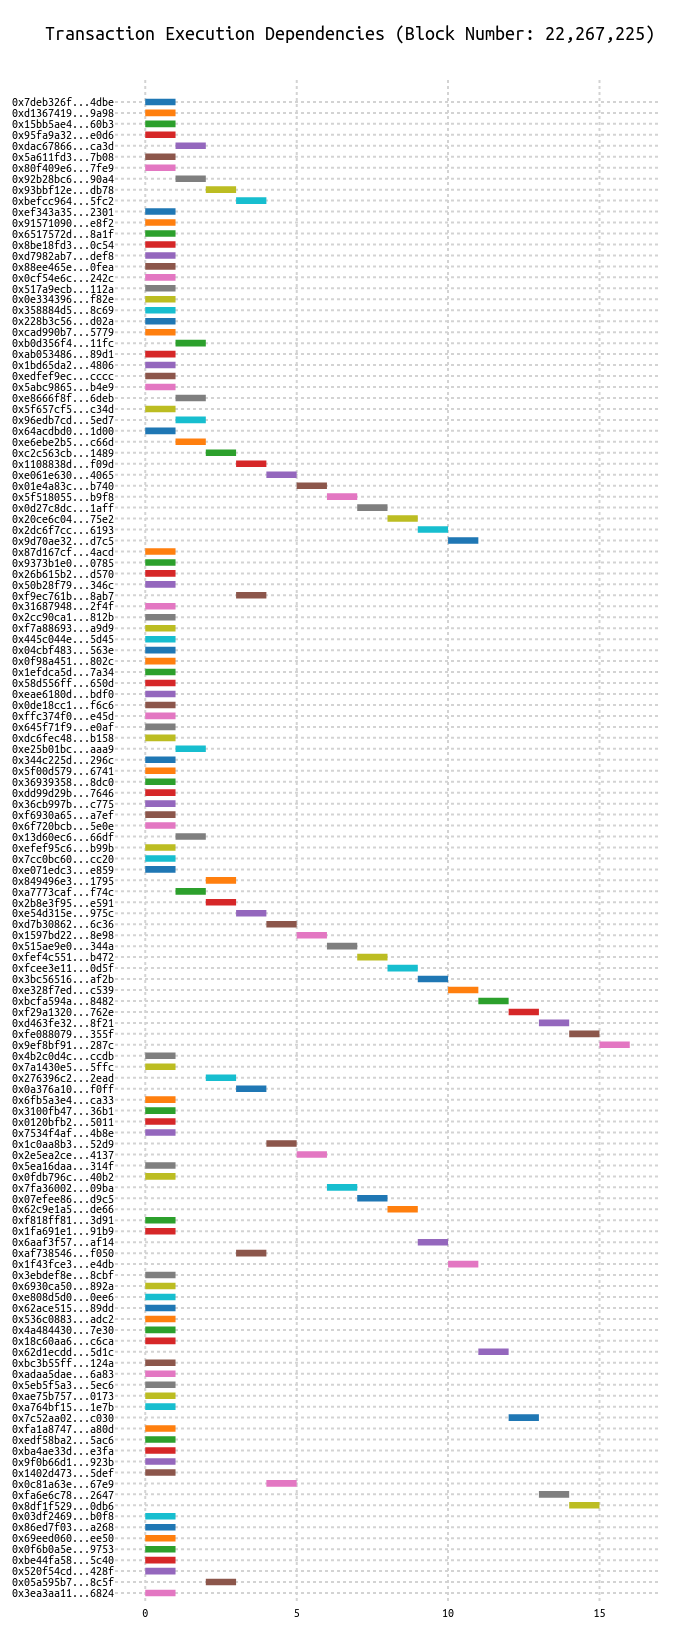 Transaction Execution Dependencies (Block Number: 22,267,225)
0x7deb326f...4dbe
0xd1367419...9a98
0x15bb5ae4...60b3
0x95fa9a32...e0d6
0xdac67866...ca3d
0x5a611fd3...7b08
0x80f409e6...7fe9
0x92b28bc6...90a4
0x93bbf12e...db78
0xbefcc964...5fc2
0xef343a35...2301
0x91571090...e8f2
0x6517572d...8a1f
0x8be18fd3...0c54
0xd7982ab7...def8
0x88ee465e...0fea
0x0cf54e6c...242c
0x517a9ecb...112a
0x0e334396...f82e
0x358884d5...8c69
0x228b3c56...d02a
0xcad990b7...5779
0xb0d356f4...11fc
0xab053486...89d1
0x1bd65da2...4806
0xedfef9ec...cccc
0x5abc9865...b4e9
0xe8666f8f...6deb
0x5f657cf5...c34d
0x96edb7cd...5ed7
0x64acdbd0...1d00
0xe6ebe2b5...c66d
0xc2c563cb...1489
0x1108838d...f09d
0xe061e630...4065
0x01e4a83c...b740
0x5f518055...b9f8
0x0d27c8dc...1aff
0x20ce6c04...75e2
0x2dc6f7cc...6193
0x9d70ae32...d7c5
0x87d167cf...4acd
0x9373b1e0...0785
0x26b615b2...d570
0x50b28f79...346c
0xf9ec761b...8ab7
0x31687948...2f4f
0x2cc90ca1...812b
0xf7a88693...a9d9
0x445c044e...5d45
0x04cbf483...563e
0x0f98a451...802c
0x1efdca5d...7a34
0x58d556ff...650d
0xeae6180d...bdf0
0x0de18cc1...f6c6
0xffc374f0...e45d
0x645f71f9...e0af
0xdc6fec48...b158
0xe25b01bc...aaa9
0x344c225d...296c
0x5f00d579...6741
0x36939358...8dc0
0xdd99d29b...7646
0x36cb997b...c775
0xf6930a65...a7ef
0x6f720bcb...5e0e
0x13d60ec6...66df
0xefef95c6...b99b
0x7cc0bc60...cc20
0xe071edc3...e859
0x849496e3...1795
0xa7773caf...f74c
0x2b8e3f95...e591
0xe54d315e...975c
0xd7b30862...6c36
0x1597bd22...8e98
0x515ae9e0...344a
0xfef4c551...b472
0xfcee3e11...0d5f
0x3bc56516...af2b
0xe328f7ed...c539
0xbcfa594a...8482
0xf29a1320...762e
0xd463fe32...8f21
0xfe088079...355f
0x9ef8bf91...287c
0x4b2c0d4c...ccdb
0x7a1430e5...5ffc
0x276396c2...2ead
0x0a376a10...f0ff
0x6fb5a3e4...ca33
0x3100fb47...36b1
0x0120bfb2...5011
0x7534f4af...4b8e
0x1c0aa8b3...52d9
0x2e5ea2ce...4137
0x5ea16daa...314f
0x0fdb796c...40b2
0x7fa36002...09ba
0x07efee86...d9c5
0x62c9e1a5...de66
0xf818ff81...3d91
0x1fa691e1...91b9
0x6aaf3f57...af14
0xaf738546...f050
0x1f43fce3...e4db
0x3ebdef8e...8cbf
0x6930ca50...892a
0xe808d5d0...0ee6
0x62ace515...89dd
0x536c0883...adc2
0x4a484430...7e30
0x18c60aa6...c6ca
0x62d1ecdd...5d1c
0xbc3b55ff...124a
0xadaa5dae...6a83
0x5eb5f5a3...5ec6
0xae75b757...0173
0xa764bf15...1e7b
0x7c52aa02...c030
0xfa1a8747...a80d
0xedf58ba2...5ac6
0xba4ae33d...e3fa
0x9f0b66d1...923b
0x1402d473...5def
0x0c81a63e...67e9
0xfa6e6c78...2647
0x8df1f529...0db6
0x03df2469...b0f8
0x86ed7f03...a268
0x69eed060...ee50
0x0f6b0a5e...9753
0xbe44fa58...5c40
0x520f54cd...428f
0x05a595b7...8c5f
0x3ea3aa11...6824
0 5 10 15